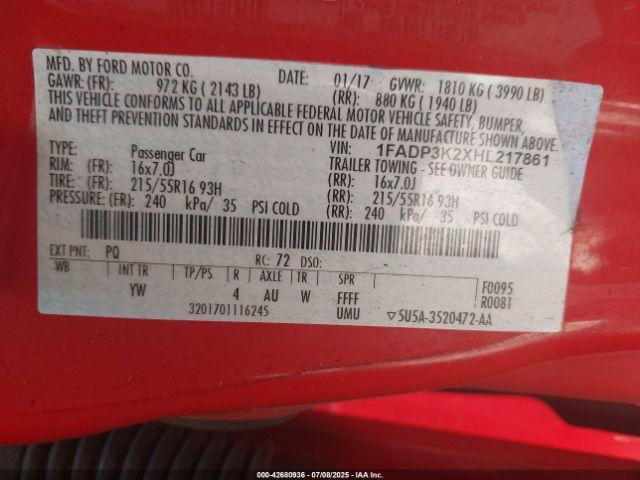 MFD. BY FORD MOTOR CO. DATE: 01/17 GVWR: 1810 KG ( 3990 LB)
GAWR: (FR): 972 KG ( 2143 LB) (RR): 880 KG ( 1940 LB)
THIS VEHICLE CONFORMS TO ALL APPLICABLE FEDERAL MOTOR VEHICLE SAFETY, BUMPER,
AND THEFT PREVENTION STANDARDS IN EFFECT ON THE DATE OF MANUFACTURE SHOWN ABOVE.
VIN: 1FADP3K2XHL217861
TYPE: Passenger Car TRAILER TOWING - SEE OWNER GUIDE
RIM: (FR): 16x7.0J (RR): 16x7.0J
TIRE: (FR): 215/55R16 93H (RR): 215/55R16 93H
PRESSURE: (FR): 240 kPa/ 35 PSI COLD (RR): 240 kPa/ 35 PSI COLD
EXT PNT: PQ RC: 72 DSO:
WB INT TR TP/PS R AXLE TR SPR F0095
YW 4 AU W FFFF R0081
3201701116245 UMU ▽5U5A-3520472-AA
00-42680936 - 07/08/2025 - IAA Inc.